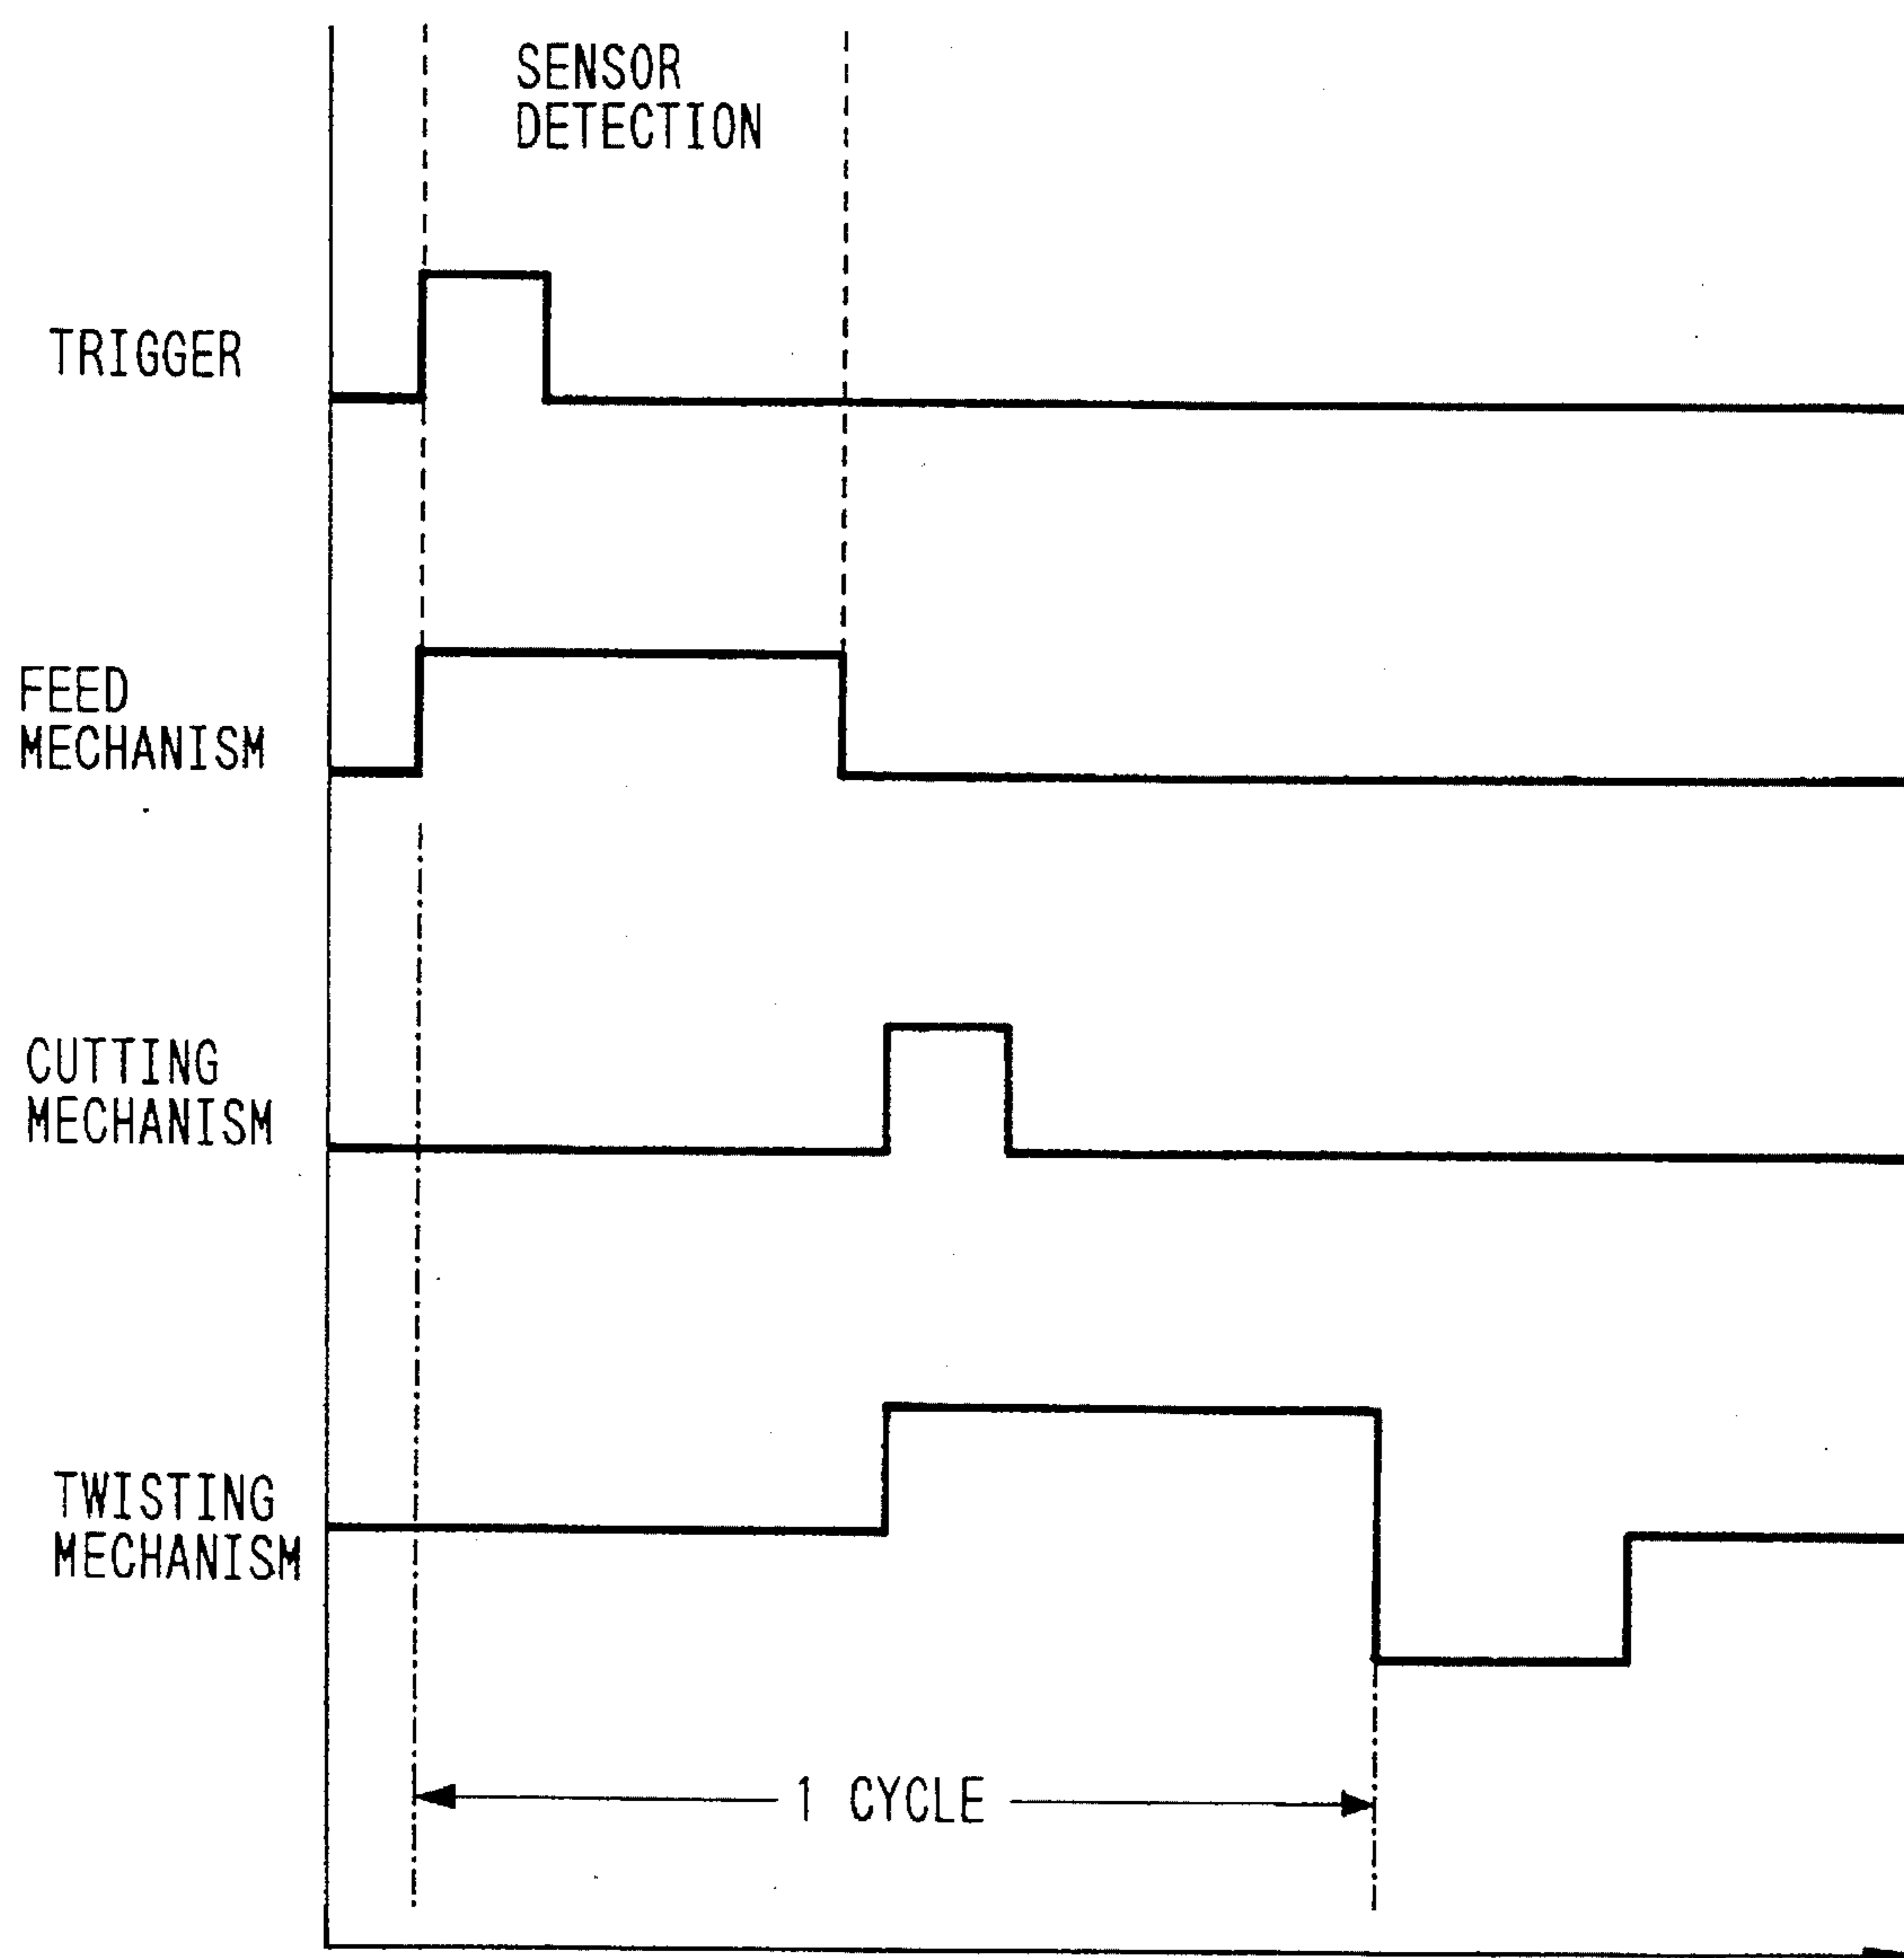 SENSOR
DETECTION
TRIGGER
FEED
MECHANISM
CUTTING
MECHANISM
TWISTING
MECHANISM
1 CYCLE